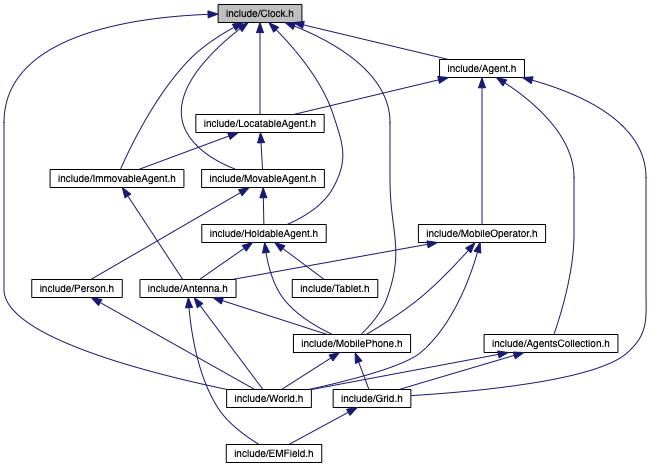 include/Clock.h
include/Agent.h
include/LocatableAgent.h
include/ImmovableAgent.h
include/MovableAgent.h
include/HoldableAgent.h
include/MobileOperator.h
include/Person.h
include/Antenna.h
include/Tablet.h
include/MobilePhone.h
include/AgentsCollection.h
include/World.h
include/Grid.h
include/EMField.h